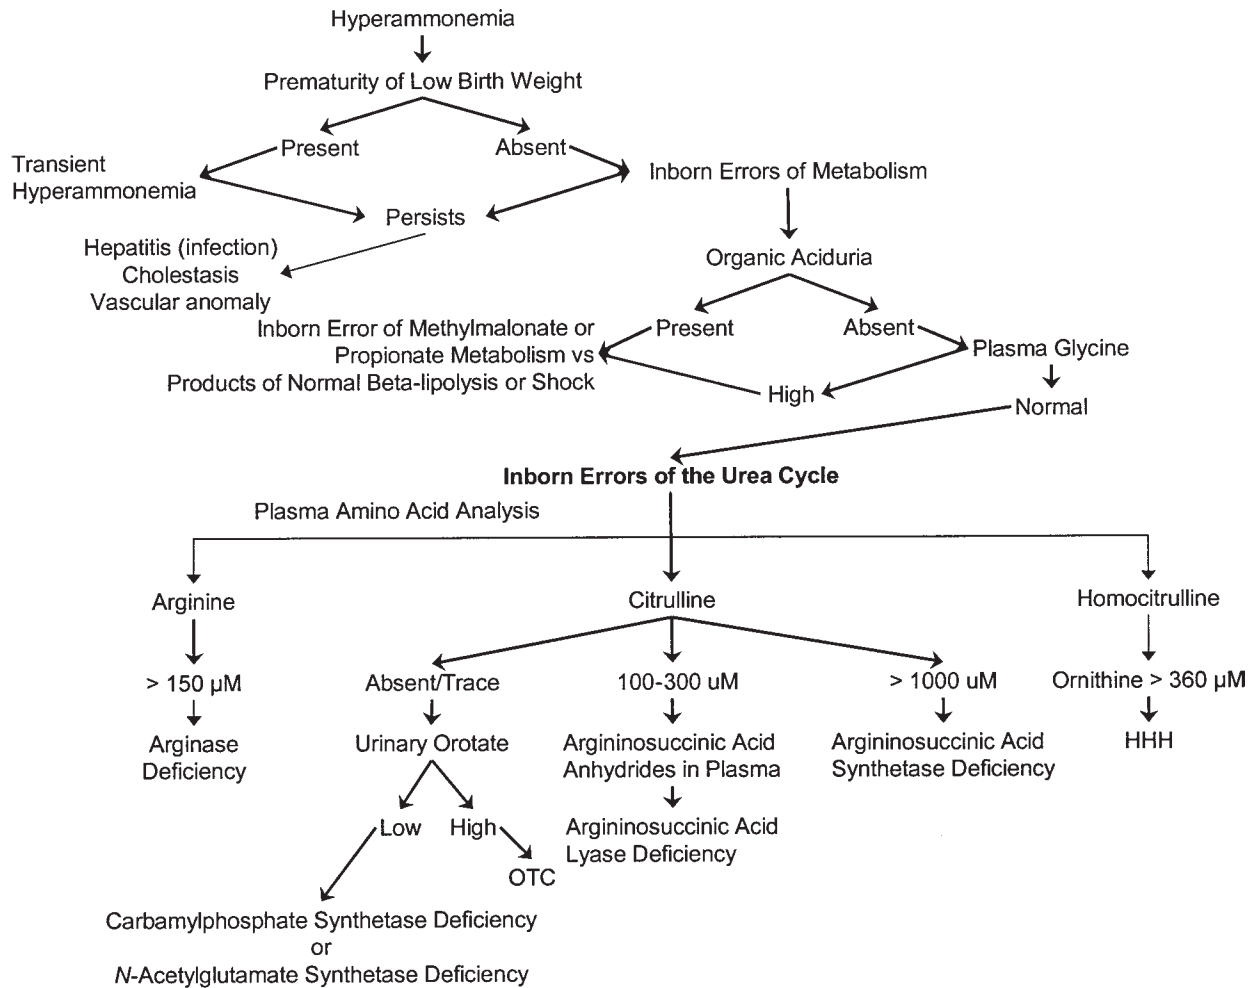 Hyperammonemia
Prematurity of Low Birth Weight
Present
Absent
Transient
Hyperammonemia
Inborn Errors of Metabolism
Persists
Hepatitis (infection)
Cholestasis
Vascular anomaly
Organic Aciduria
Present
Absent
Inborn Error of Methylmalonate or
Propionate Metabolism vs
Products of Normal Beta-lipolysis or Shock
Plasma Glycine
High
Normal
Inborn Errors of the Urea Cycle
Plasma Amino Acid Analysis
Arginine
Citrulline
Homocitrulline
> 150 µM
Absent/Trace
100-300 uM
> 1000 uM
Ornithine > 360 µM
Arginase
Deficiency
Urinary Orotate
Argininosuccinic Acid
Anhydrides in Plasma
Argininosuccinic Acid
Synthetase Deficiency
HHH
Low
High
Argininosuccinic Acid
Lyase Deficiency
OTC
Carbamylphosphate Synthetase Deficiency
or
N-Acetylglutamate Synthetase Deficiency